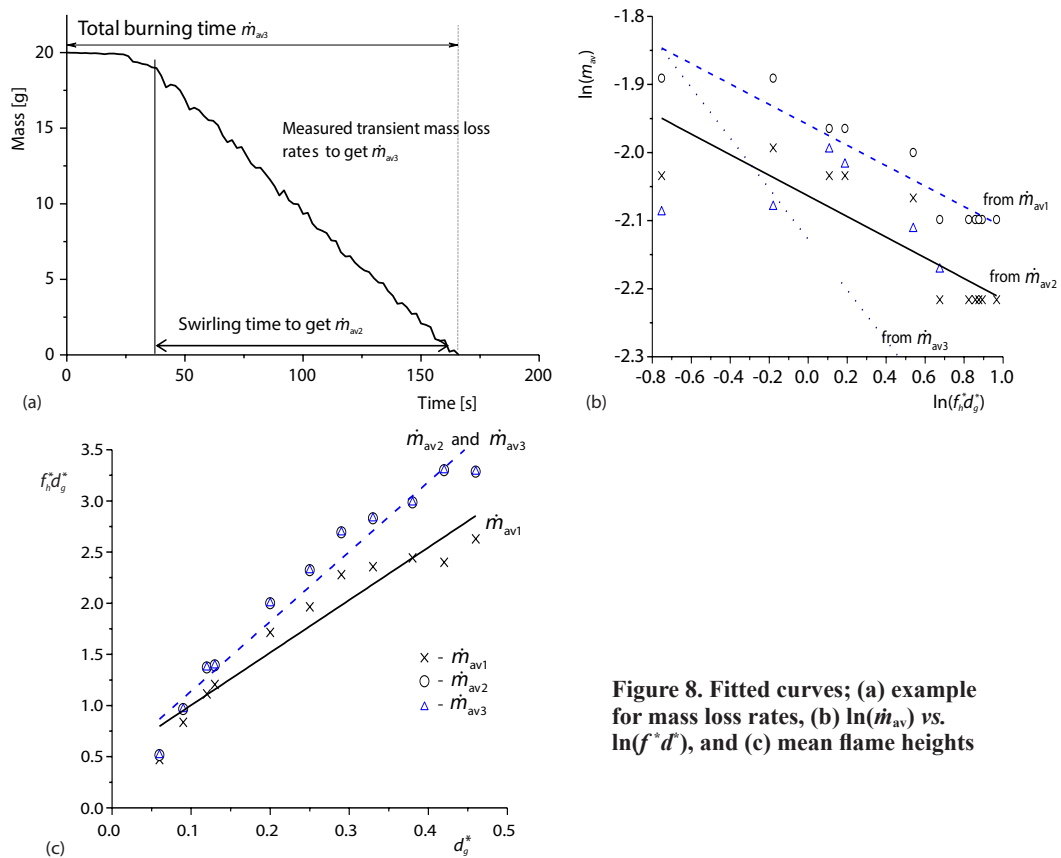 Total burning time ṁav3
20
15
10
5
0
Mass [g]
Measured transient mass loss
rates to get ṁav3
Swirling time to get ṁav2
0 50 100 150 200
(a)
Time [s]
-1.8
-1.9
-2.0
-2.1
-2.2
-2.3
ln(ṁav)
from ṁav1
from ṁav2
from ṁav3
-0.8 -0.6 -0.4 -0.2 0.0 0.2 0.4 0.6 0.8 1.0
(b)
ln(fh*dg*)
ṁav2 and ṁav3
3.5
3.0
2.5
2.0
1.5
1.0
0.5
0.0
fh*dg*
ṁav1
× - ṁav1
○ - ṁav2
△ - ṁav3
0.0 0.1 0.2 0.3 0.4 0.5
(c)
dg*
Figure 8. Fitted curves; (a) example
for mass loss rates, (b) ln(ṁav) vs.
ln(f*d*), and (c) mean flame heights